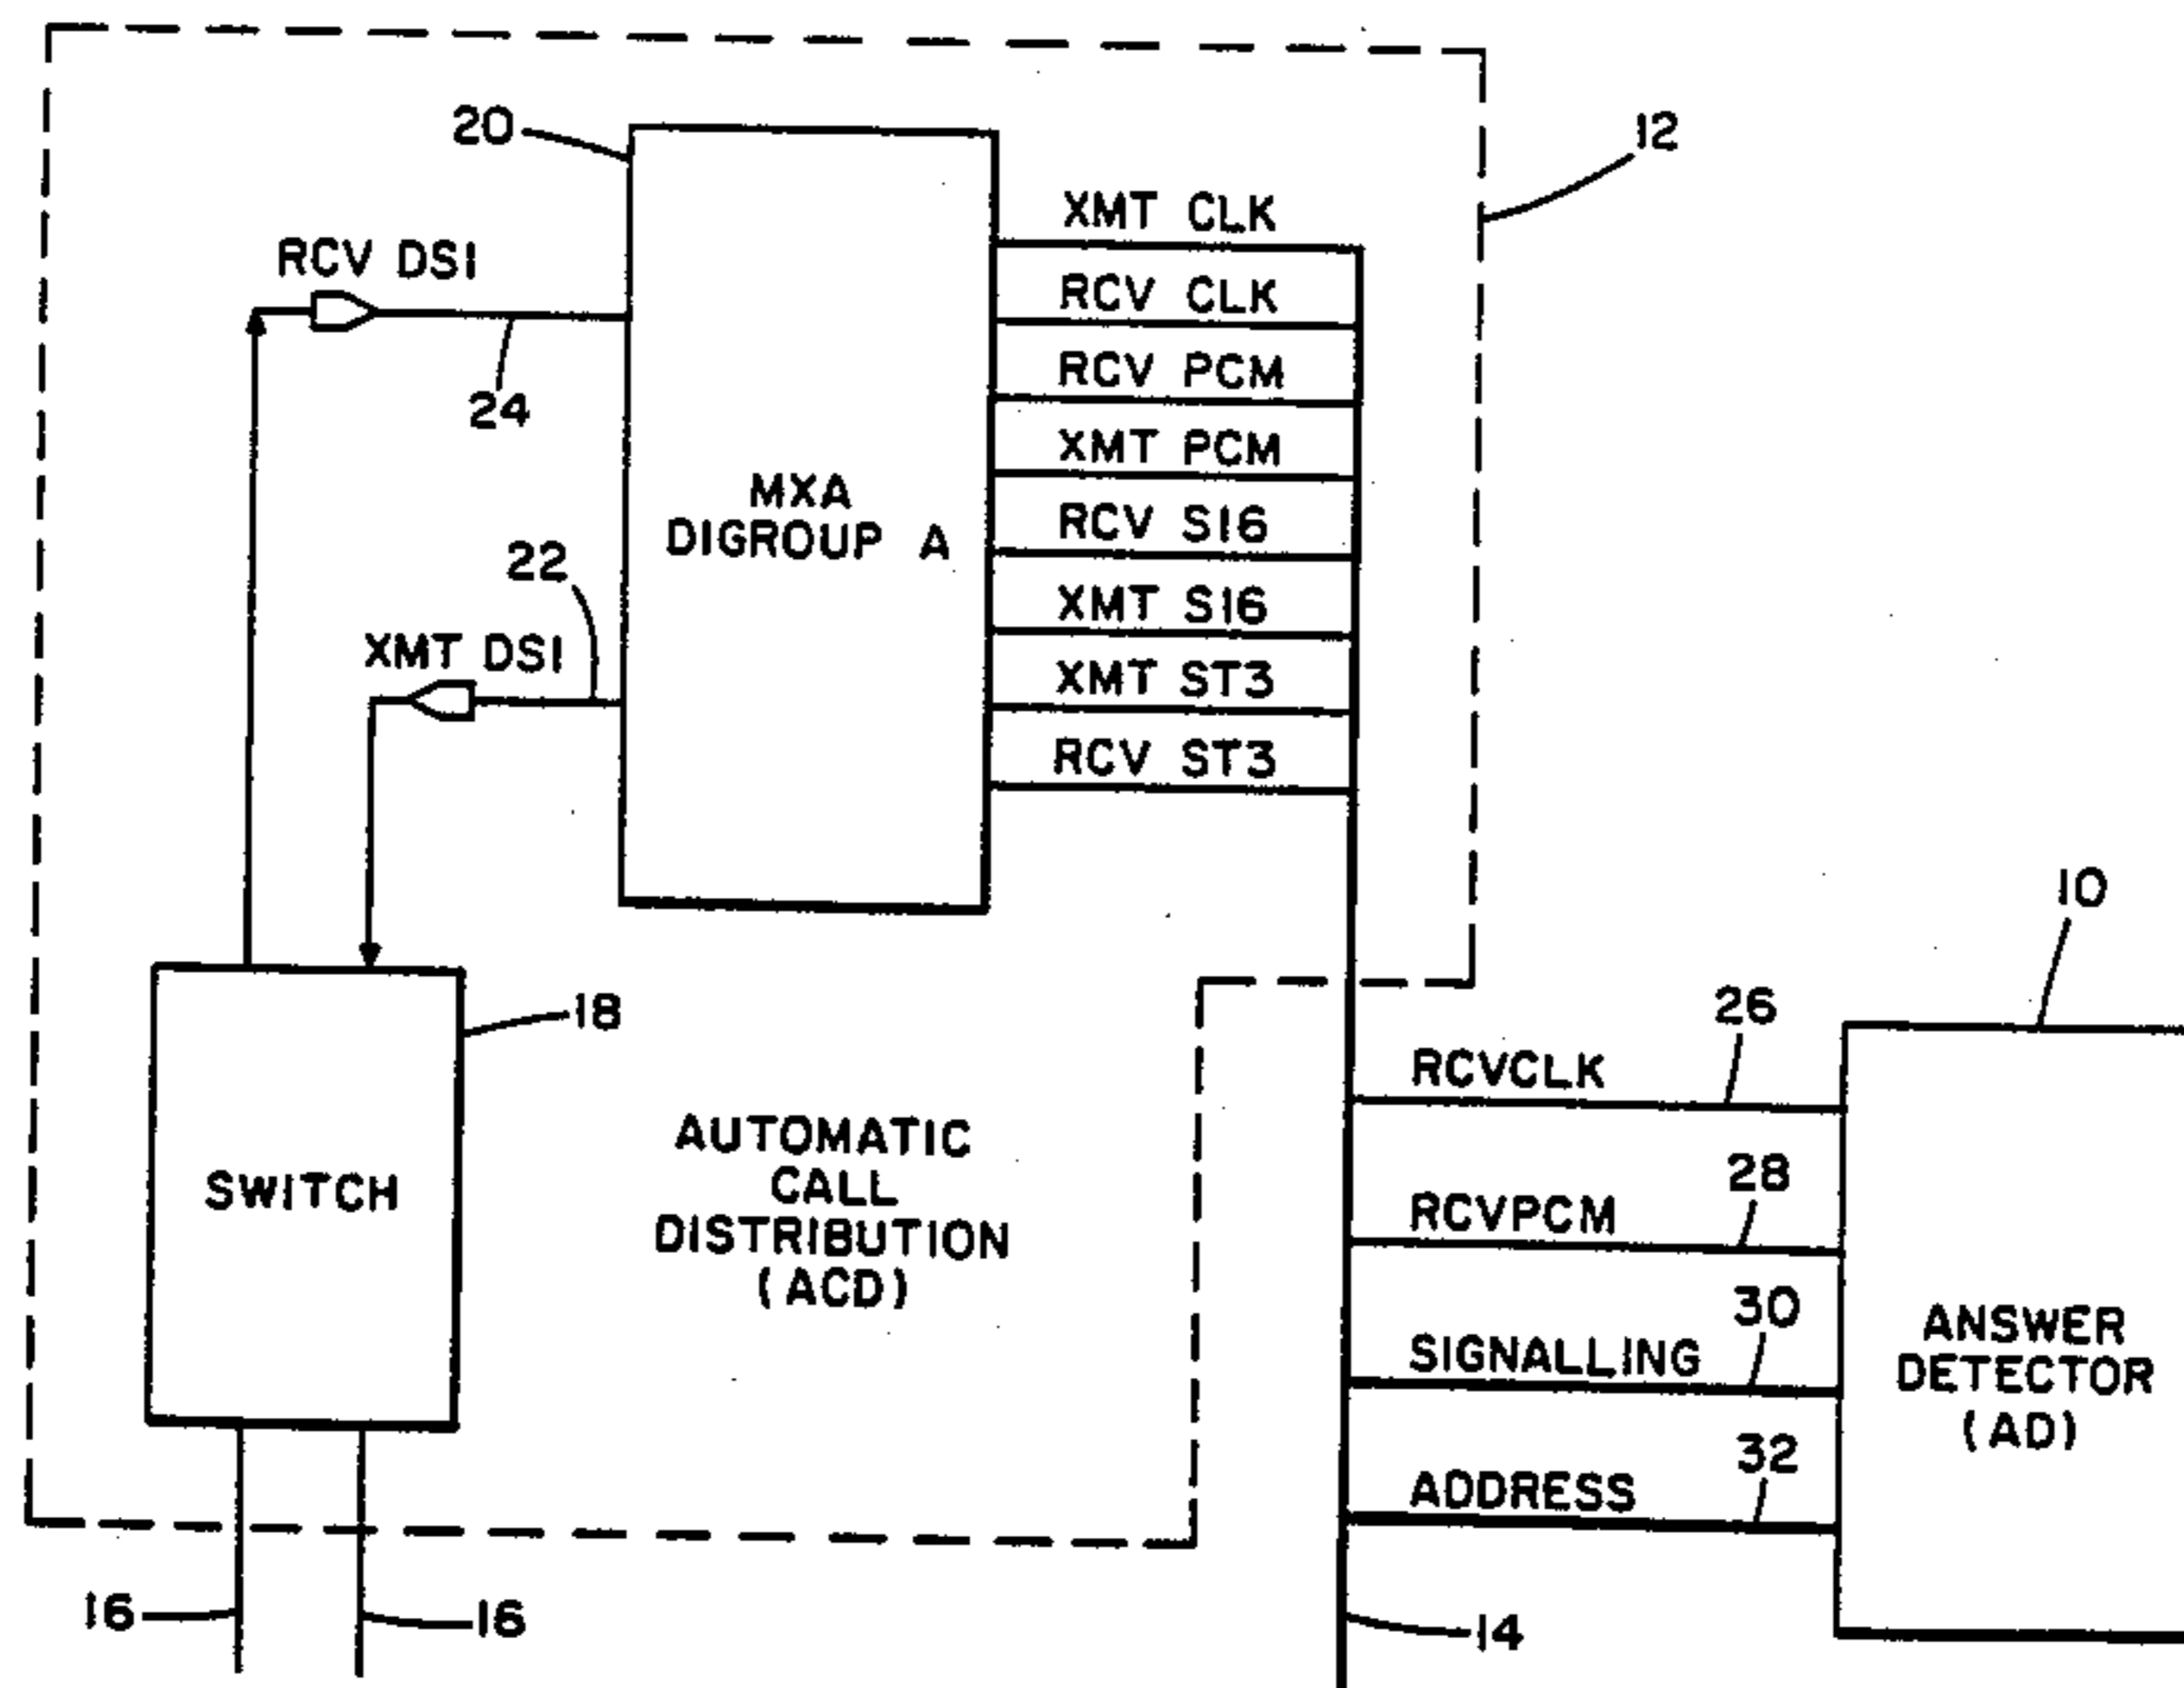 20
12
XMT CLK
RCV DS1
RCV CLK
24
RCV PCM
XMT PCM
MXA
DIGROUP A
RCV S16
22
XMT S16
XMT DS1
XMT ST3
RCV ST3
10
18
26
RCVCLK
AUTOMATIC
CALL
DISTRIBUTION
(ACD)
SWITCH
28
RCVPCM
30
SIGNALLING
ANSWER
DETECTOR
(AD)
32
ADDRESS
16
16
14